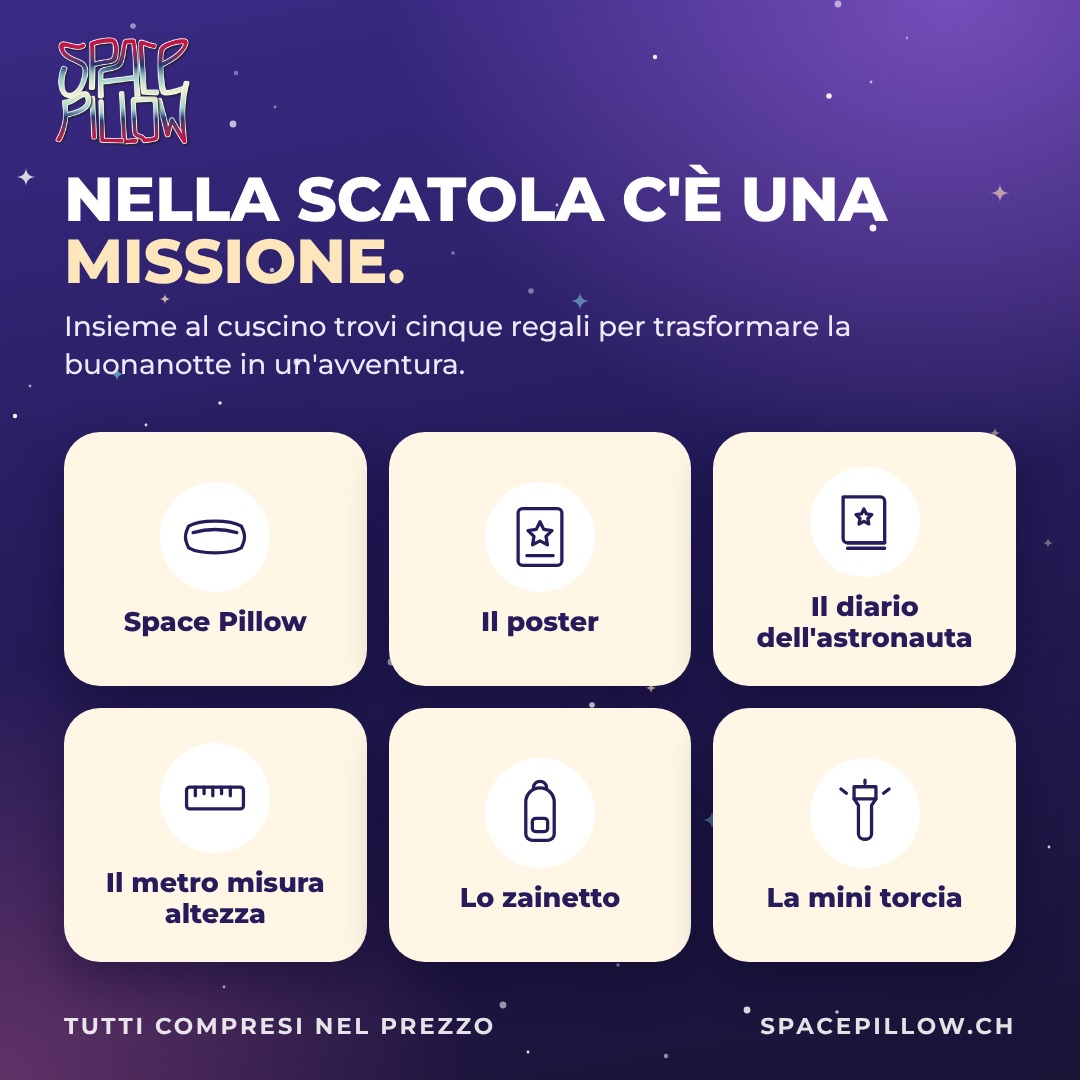 SPACE
PILLOW
NELLA SCATOLA C'È UNA
MISSIONE.
Insieme al cuscino trovi cinque regali per trasformare la
buonanotte in un'avventura.
Space Pillow
Il poster
Il diario
dell'astronauta
Il metro misura
altezza
Lo zainetto
La mini torcia
TUTTI COMPRESI NEL PREZZO
SPACEPILLOW.CH